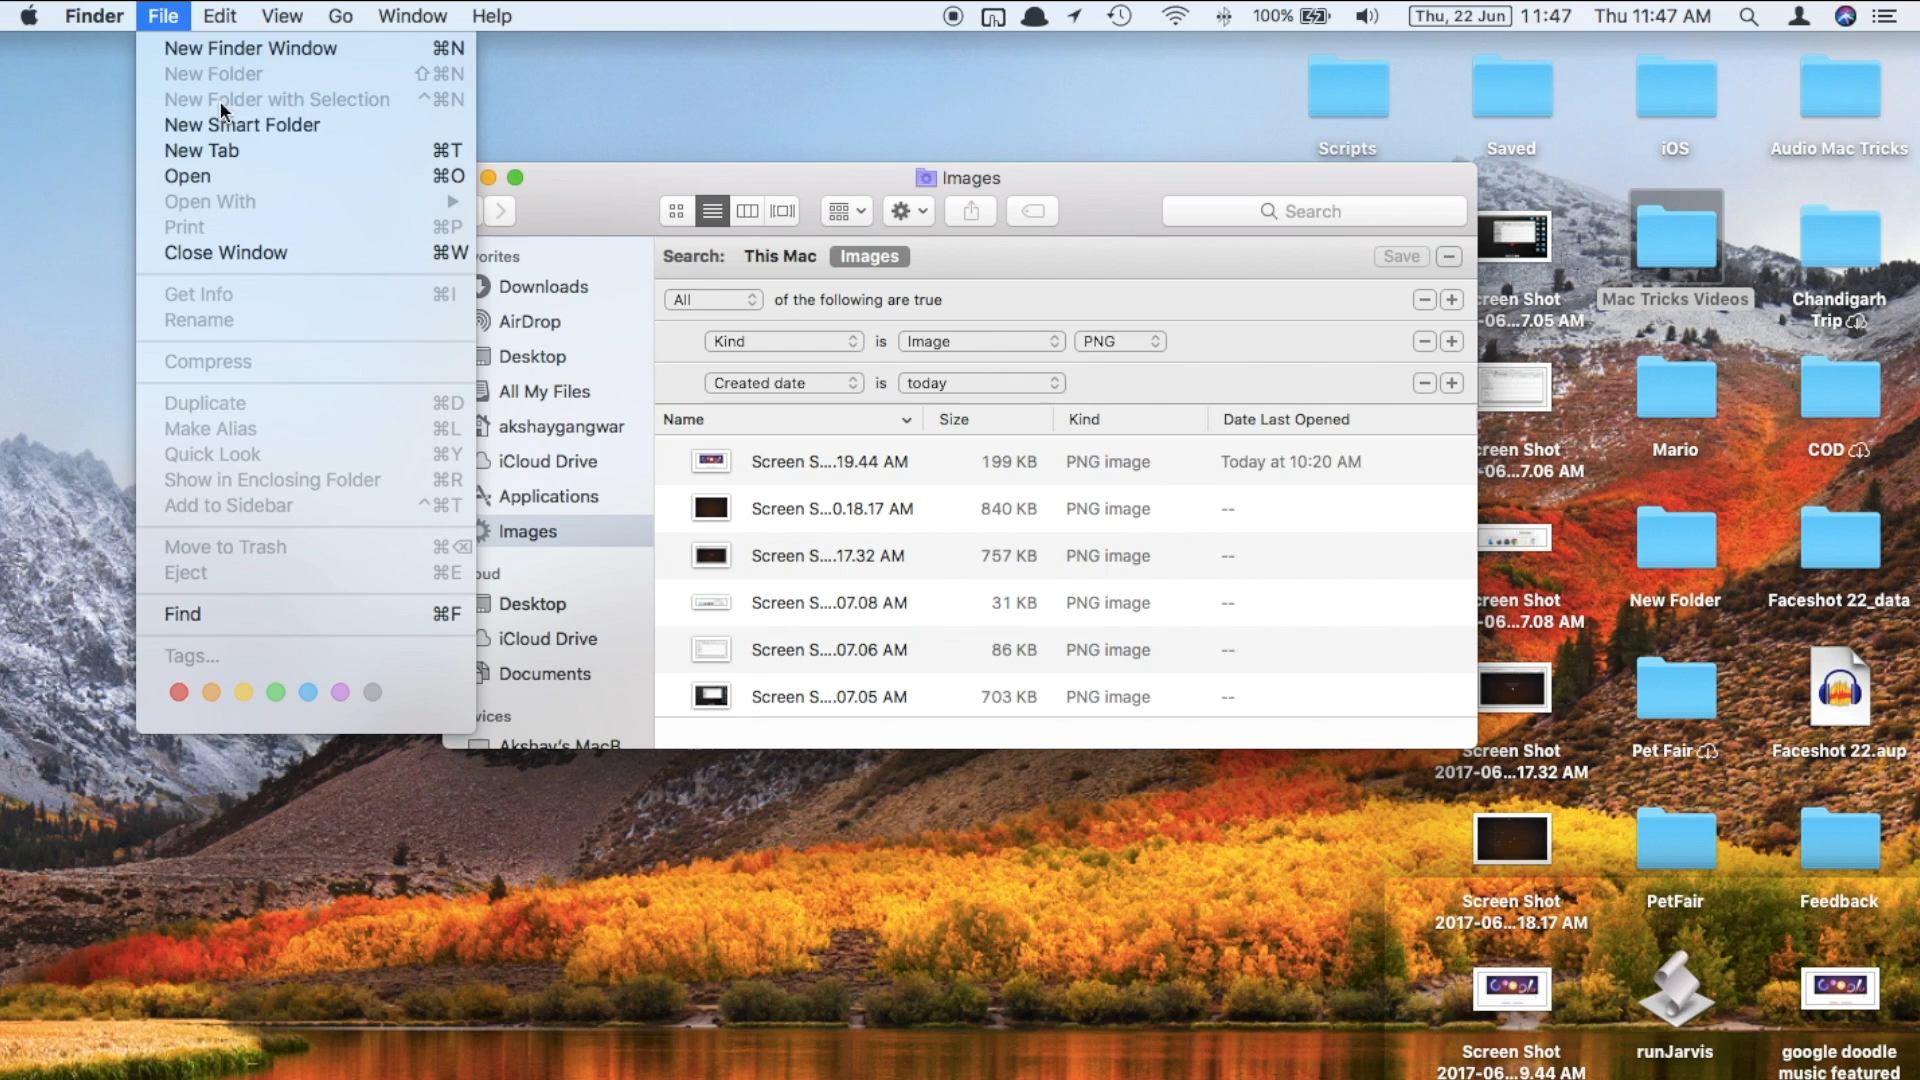 Finder File Edit View Go Window Help
100% Thu, 22 Jun 11:47 Thu 11:47 AM
New Finder Window ⌘N
New Folder ⇧⌘N
New Folder with Selection ^⌘N
New Smart Folder
New Tab ⌘T
Open ⌘O
Open With ▶
Print ⌘P
Close Window ⌘W
Get Info ⌘I
Rename
Compress
Duplicate ⌘D
Make Alias ⌘L
Quick Look ⌘Y
Show in Enclosing Folder ⌘R
Add to Sidebar ^⌘T
Move to Trash ⌘⌫
Eject ⌘E
Find ⌘F
Tags...
Images
Search
vorites
Downloads
AirDrop
Desktop
All My Files
akshaygangwar
iCloud Drive
Applications
Images
oud
Desktop
iCloud Drive
Documents
vices
Akshay's MacB
Search: This Mac Images Save
All of the following are true
Kind is Image PNG
Created date is today
Name Size Kind Date Last Opened
Screen S....19.44 AM 199 KB PNG image Today at 10:20 AM
Screen S...0.18.17 AM 840 KB PNG image --
Screen S....17.32 AM 757 KB PNG image --
Screen S....07.08 AM 31 KB PNG image --
Screen S....07.06 AM 86 KB PNG image --
Screen S....07.05 AM 703 KB PNG image --
Scripts
Saved
iOS
Audio Mac Tricks
creen Shot
-06...7.05 AM
Mac Tricks Videos
Chandigarh
Trip
creen Shot
-06...7.06 AM
Mario
COD
creen Shot
-06...7.08 AM
New Folder
Faceshot 22_data
Screen Shot
2017-06...17.32 AM
Pet Fair
Faceshot 22.aup
Screen Shot
2017-06...18.17 AM
PetFair
Feedback
Screen Shot
2017-06...9.44 AM
runJarvis
google doodle
music featured